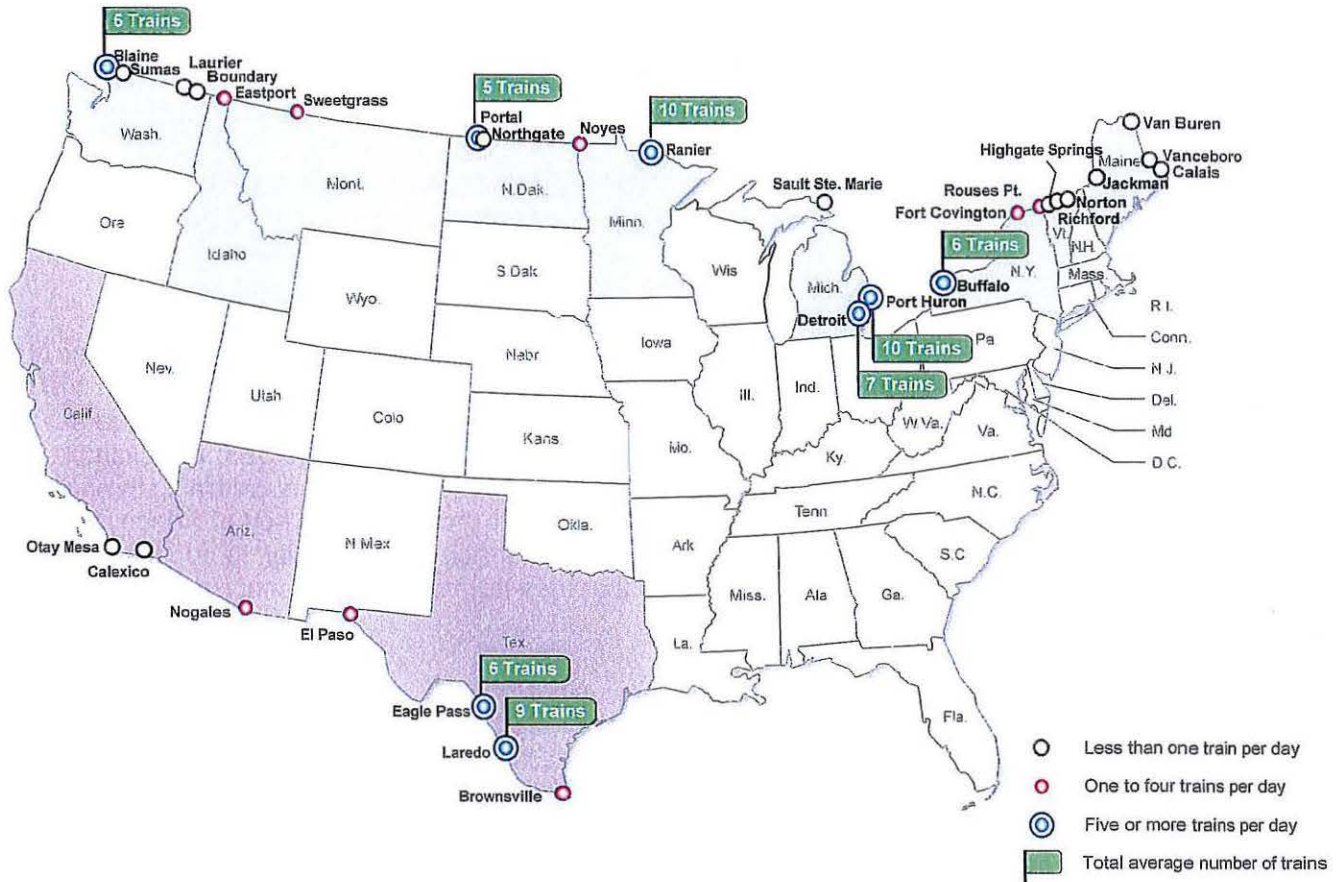 6 Trains
Blaine
Sumas
Laurier
Boundary
Eastport
Sweetgrass
5 Trains
Portal
Northgate
Noyes
10 Trains
Ranier
Sault Ste. Marie
Highgate Springs
Rouses Pt.
Fort Covington
Van Buren
Vanceboro
Calais
Jackman
Norton
Richford
6 Trains
Buffalo
Port Huron
Detroit
10 Trains
7 Trains
Wash.
Ore
Idaho
Mont.
N.Dak.
Minn.
S Dak
Wyo.
Nebr
Iowa
Wis
Mich.
Maine
Vt.
N.H.
Mass.
N.Y.
R I.
Conn.
N J.
Del.
Md
D C.
Pa
Calif
Nev.
Utah
Colo
Kans.
Mo.
Ill.
Ind.
W.Va.
Va.
Ky.
N.C.
Tenn
S.C
Ariz.
N Mex
Okla.
Ark
Tex.
La.
Miss.
Ala
Ga.
Fla.
Otay Mesa
Calexico
Nogales
El Paso
6 Trains
Eagle Pass
9 Trains
Laredo
Brownsville
Less than one train per day
One to four trains per day
Five or more trains per day
Total average number of trains